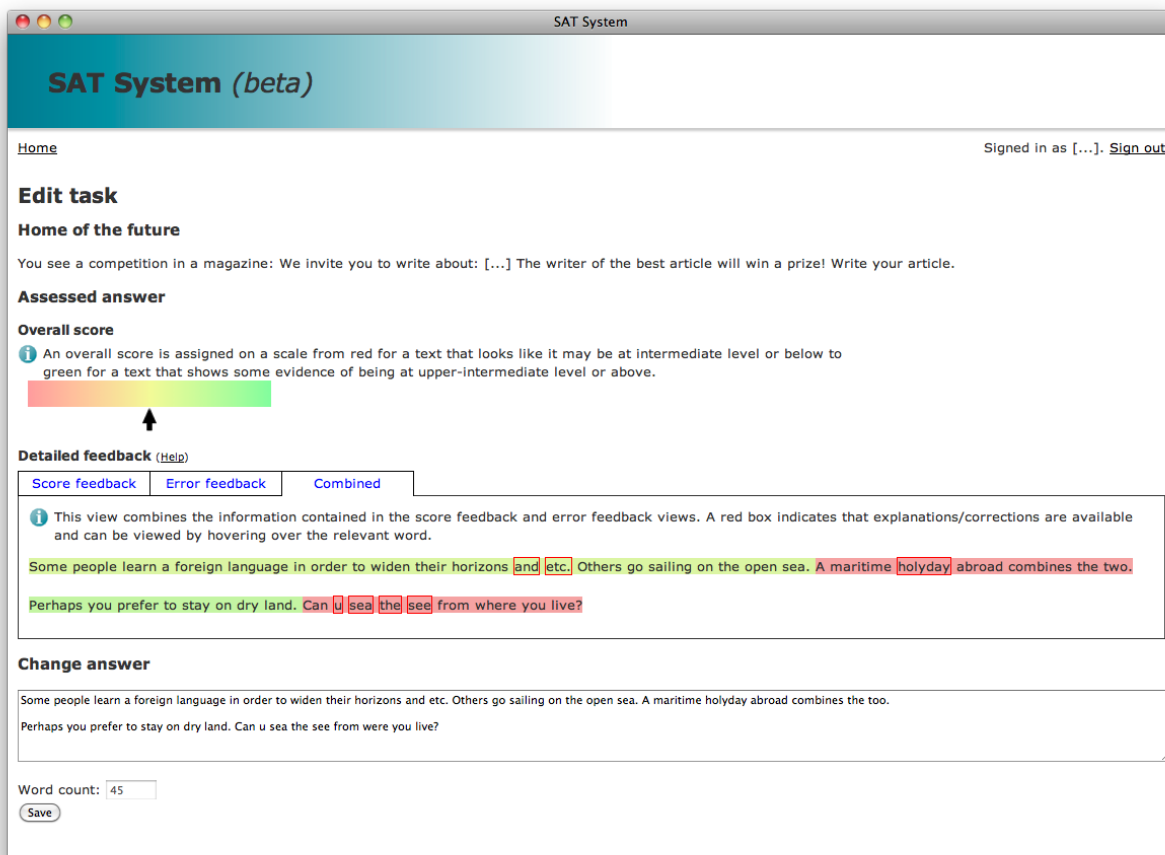 SAT System
SAT System (beta)
Home
Signed in as [...]. Sign out
Edit task
Home of the future
You see a competition in a magazine: We invite you to write about: [...] The writer of the best article will win a prize! Write your article.
Assessed answer
Overall score
An overall score is assigned on a scale from red for a text that looks like it may be at intermediate level or below to
green for a text that shows some evidence of being at upper-intermediate level or above.
Detailed feedback (Help)
Score feedback Error feedback Combined
This view combines the information contained in the score feedback and error feedback views. A red box indicates that explanations/corrections are available
and can be viewed by hovering over the relevant word.
Some people learn a foreign language in order to widen their horizons and etc. Others go sailing on the open sea. A maritime holyday abroad combines the two.
Perhaps you prefer to stay on dry land. Can u sea the see from where you live?
Change answer
Some people learn a foreign language in order to widen their horizons and etc. Others go sailing on the open sea. A maritime holyday abroad combines the too.
Perhaps you prefer to stay on dry land. Can u sea the see from were you live?
Word count: 45
Save